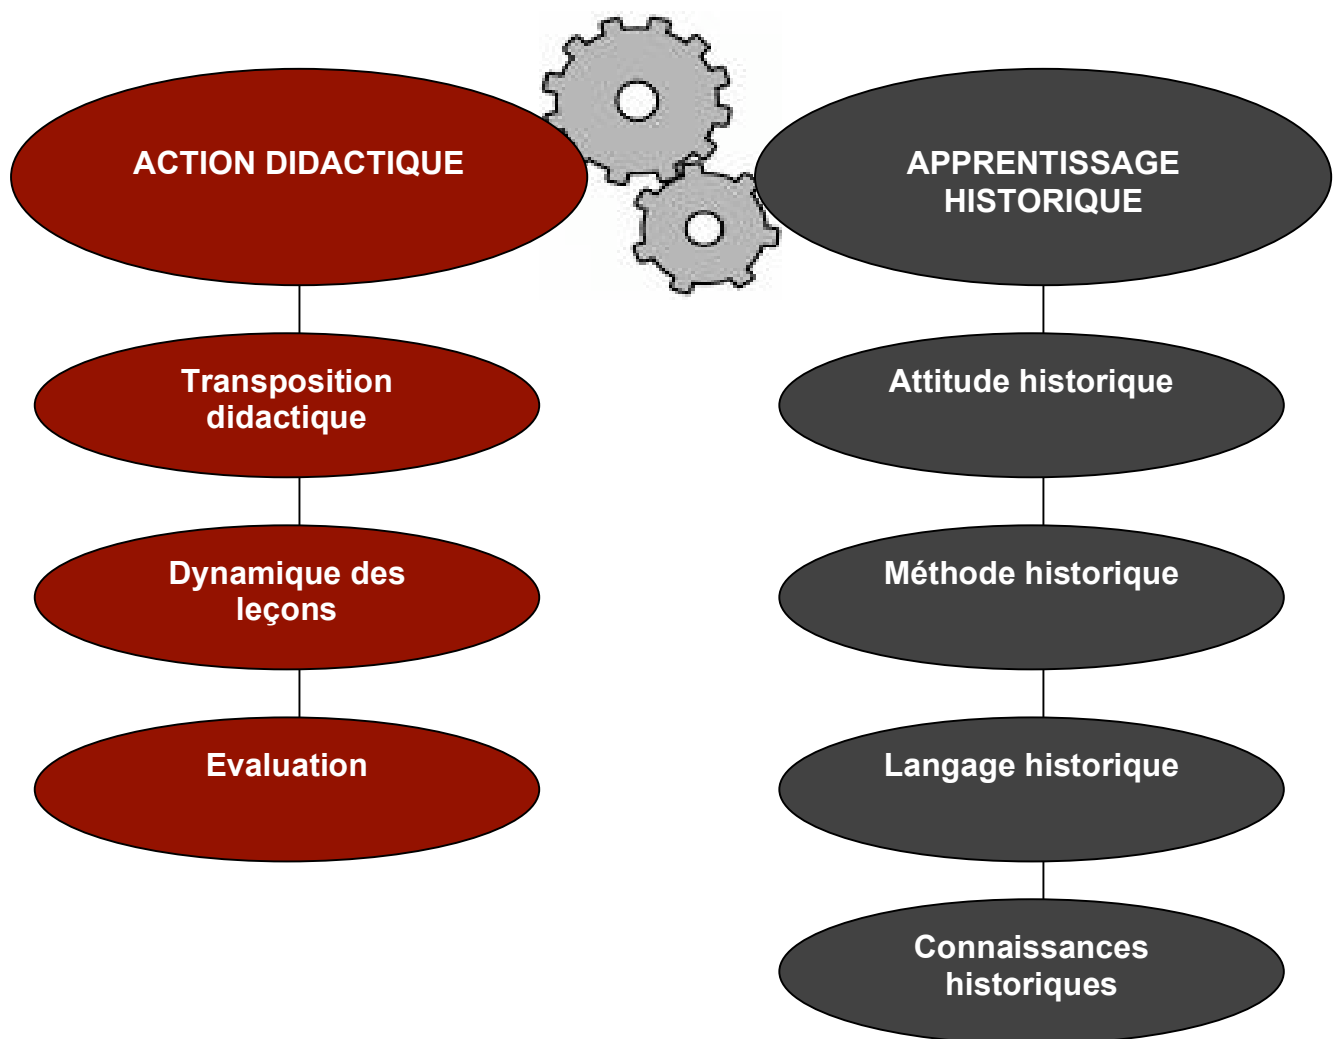 ACTION DIDACTIQUE
Transposition
didactique
Dynamique des
leçons
Evaluation
APPRENTISSAGE
HISTORIQUE
Attitude historique
Méthode historique
Langage historique
Connaissances
historiques